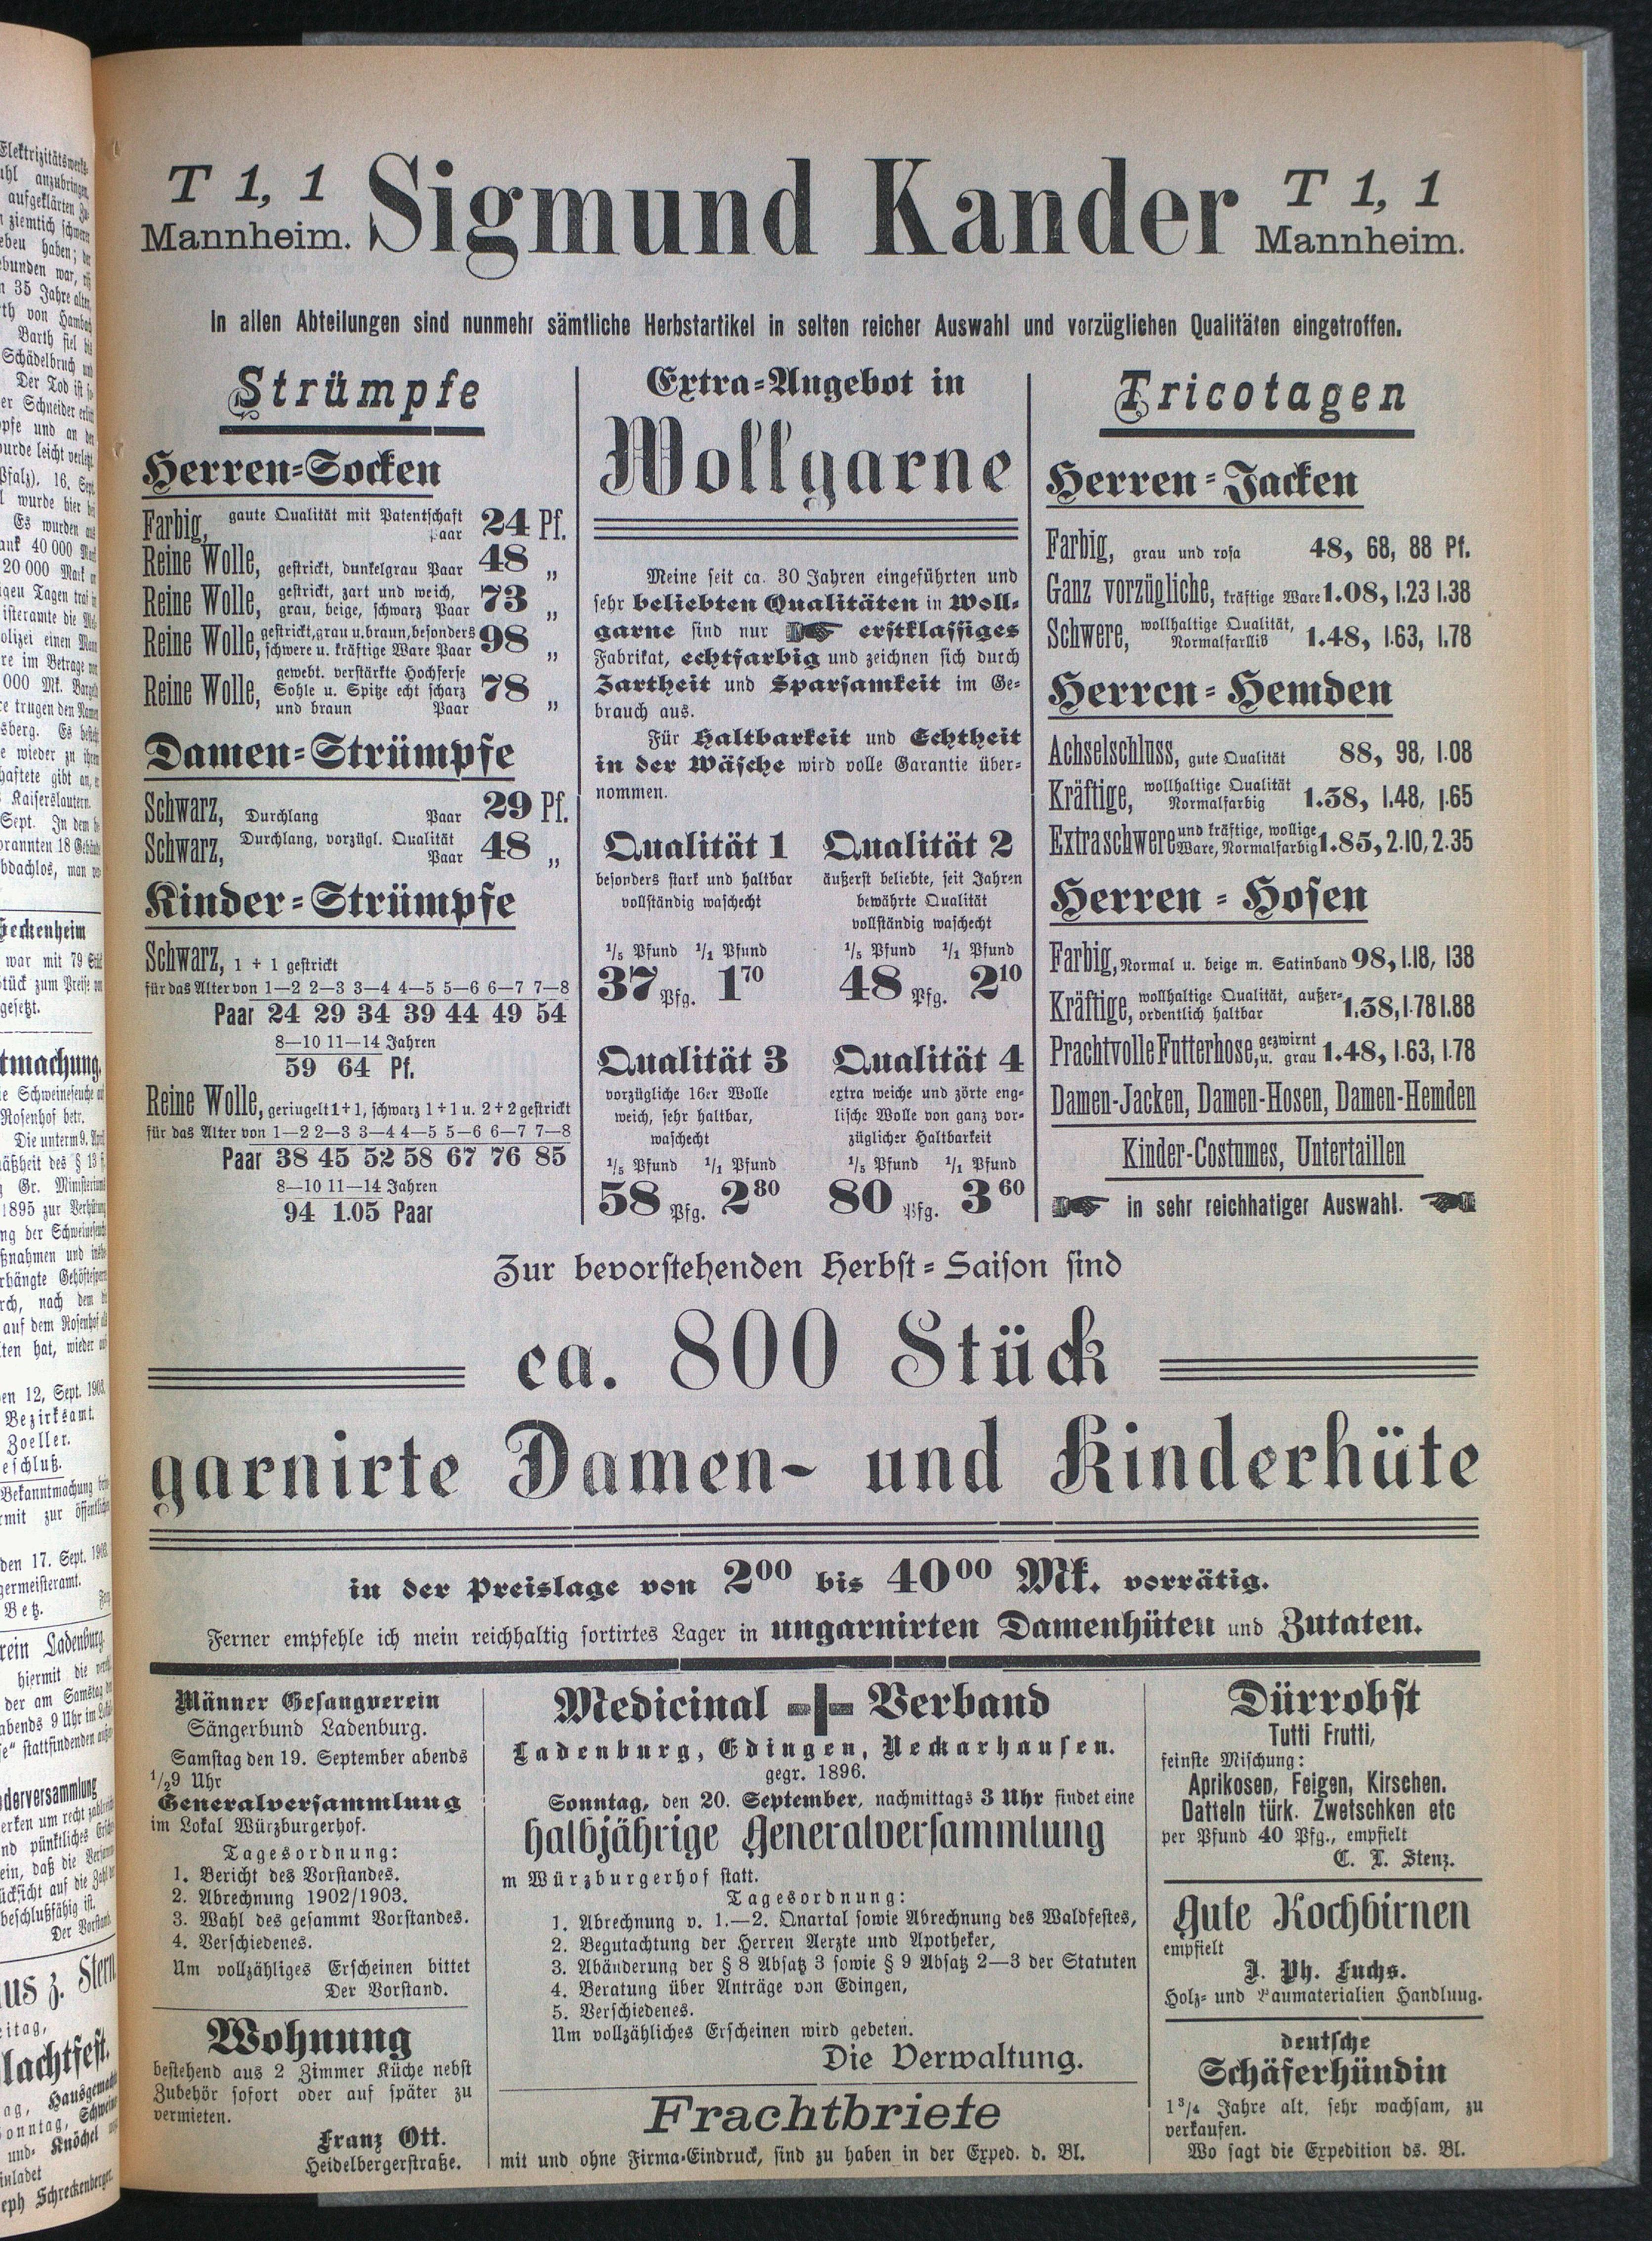 T 1, 1
Mannheim.
Sigmund Kander
T 1, 1
Mannheim.
In allen Abteilungen sind nunmehr sämtliche Herbstartikel in selten reicher Auswahl und vorzüglichen Qualitäten eingetroffen.
Strümpfe
Herren-Socken
Farbig, gaute Qualität mit Patentschaft Paar 24 Pf.
Reine Wolle, gestrickt, dunkelgrau Paar 48 „
Reine Wolle, gestrickt, zart und weich, grau, beige, schwarz Paar 73 „
Reine Wolle, gestrickt, grau u. braun, besonders schwere u. kräftige Ware Paar 98 „
Reine Wolle, gewebt. verstärkte Hochferse Sohle u. Spitze echt scharz und braun Paar 78 „
Damen-Strümpfe
Schwarz, Durchlang Paar 29 Pf.
Schwarz, Durchlang, vorzügl. Qualität Paar 48 „
Kinder-Strümpfe
Schwarz, 1 + 1 gestrickt
für das Alter von 1—2 2—3 3—4 4—5 5—6 6—7 7—8
Paar 24 29 34 39 44 49 54
8—10 11—14 Jahren
59 64 Pf.
Reine Wolle, geriugelt 1+1, schwarz 1+1 u. 2+2 gestrickt
für das Alter von 1—2 2—3 3—4 4—5 5—6 6—7 7—8
Paar 38 45 52 58 67 76 85
8—10 11—14 Jahren
94 1.05 Paar
Extra-Angebot in
Wollgarne
Meine seit ca. 30 Jahren eingeführten und
sehr beliebten Qualitäten in Woll-
garne sind nur erstklassiges
Fabrikat, echtfarbig und zeichnen sich durch
Zartheit und Sparsamkeit im Ge-
brauch aus.
Für Haltbarkeit und Echtheit
in der Wäsche wird volle Garantie über-
nommen.
Qualität 1
besonders stark und haltbar
vollständig waschecht
1/5 Pfund 1/1 Pfund
37 Pfg. 1 70
Qualität 2
äußerst beliebte, seit Jahren
bewährte Qualität
vollständig waschecht
1/5 Pfund 1/1 Pfund
48 Pfg. 2 10
Qualität 3
vorzügliche 16er Wolle
weich, sehr haltbar,
waschecht
1/5 Pfund 1/1 Pfund
58 Pfg. 2 80
Qualität 4
extra weiche und zörte eng-
lische Wolle von ganz vor-
züglicher Haltbarkeit
1/5 Pfund 1/1 Pfund
80 Pfg. 3 60
Tricotagen
Herren-Jacken
Farbig, grau und rosa 48, 68, 88 Pf.
Ganz vorzügliche, kräftige Ware 1.08, 1.23 1.38
Schwere, wollhaltige Qualität, Normalfarllis 1.48, 1.63, 1.78
Herren-Hemden
Achselschluss, gute Qualität 88, 98, 1.08
Kräftige, wollhaltige Qualität Normalfarbig 1.38, 1.48, 1.65
Extraschwere und kräftige, wollige Ware, Normalfarbig 1.85, 2.10, 2.35
Herren-Hosen
Farbig, Normal u. beige m. Satinband 98, 1.18, 138
Kräftige, wollhaltige Qualität, außer-ordentlich haltbar 1.38, 1.78 1.88
Prachtvolle Futterhose, gezwirnt u. grau 1.48, 1.63, 1.78
Damen-Jacken, Damen-Hosen, Damen-Hemden
Kinder-Costumes, Untertaillen
in sehr reichhatiger Auswahl.
Zur bevorstehenden Herbst-Saison sind
ca. 800 Stück
garnirte Damen- und Kinderhüte
in der Preislage von 2 00 bis 40 00 Mk. vorrätig.
Ferner empfehle ich mein reichhaltig sortirtes Lager in ungarnirten Damenhüten und Zutaten.
Männer Gesangverein
Sängerbund Ladenburg.
Samstag den 19. September abends
1/29 Uhr
Generalversammlung
im Lokal Würzburgerhof.
Tagesordnung:
1. Bericht des Vorstandes.
2. Abrechnung 1902/1903.
3. Wahl des gesammt Vorstandes.
4. Verschiedenes.
Um vollzähliges Erscheinen bittet
Der Vorstand.
Wohnung
bestehend aus 2 Zimmer Küche nebst
Zubehör sofort oder auf später zu
vermieten.
Franz Ott.
Heidelbergerstraße.
Medicinal Verband
Ladenburg, Edingen, Neckarhausen.
gegr. 1896.
Sonntag, den 20. September, nachmittags 3 Uhr findet eine
halbjährige Generalversammlung
m Würzburgerhof statt.
Tagesordnung:
1. Abrechnung v. 1.—2. Quartal sowie Abrechnung des Waldfestes,
2. Begutachtung der Herren Aerzte und Apotheker,
3. Abänderung der § 8 Absatz 3 sowie § 9 Absatz 2—3 der Statuten
4. Beratung über Anträge von Edingen,
5. Verschiedenes.
Um vollzähliges Erscheinen wird gebeten.
Die Verwaltung.
Frachtbriefe
mit und ohne Firma-Eindruck, sind zu haben in der Exped. d. Bl.
Dürrobst
Tutti Frutti,
feinste Mischung:
Aprikosen, Feigen, Kirschen.
Datteln türk. Zwetschken etc
per Pfund 40 Pfg., empfielt
C. L. Stenz.
Gute Kochbirnen
empfielt
J. Ph. Fuchs.
Holz- und Baumaterialien Handlung.
deutsche
Schäferhündin
1 3/4 Jahre alt, sehr wachsam, zu
verkaufen.
Wo sagt die Expedition ds. Bl.